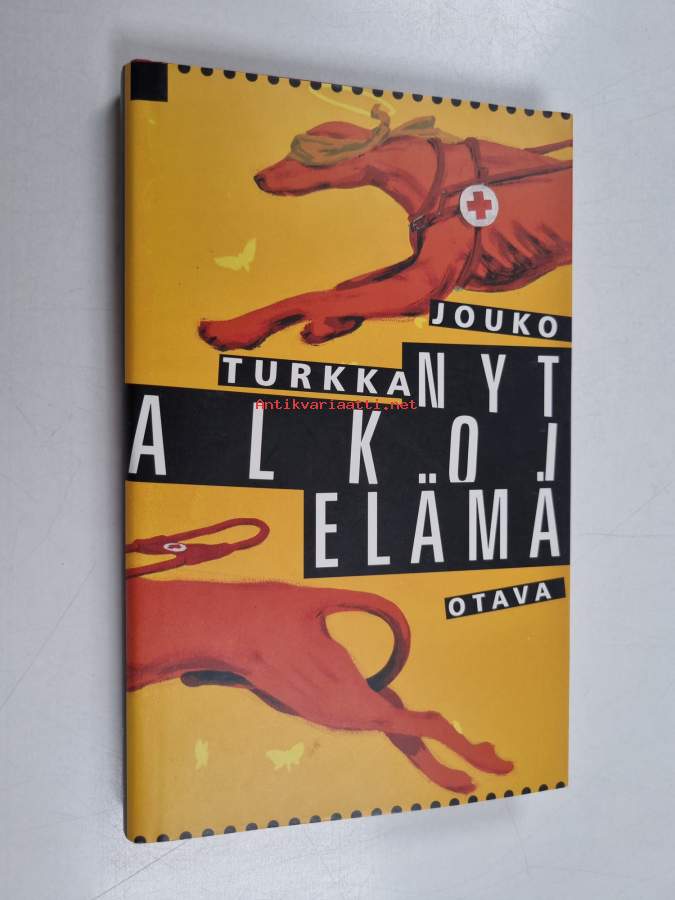 JOUKO
TURKKA
NYT
Antikvariaatti.net
ALKOI
ELÄMÄ
OTAVA